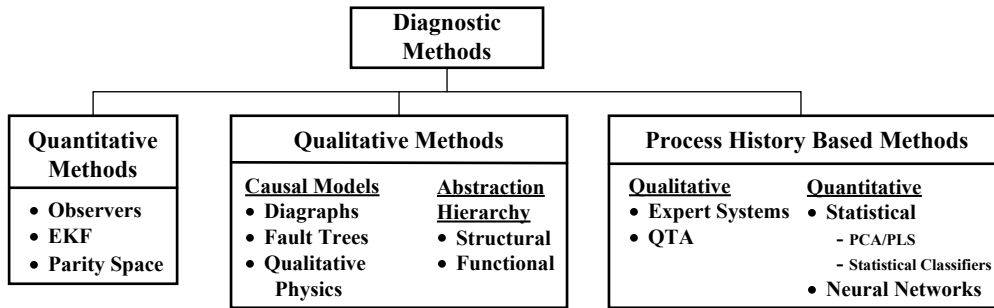 Diagnostic
Methods
Quantitative
Methods
• Observers
• EKF
• Parity Space
Qualitative Methods
Causal Models
• Diagraphs
• Fault Trees
• Qualitative
Physics
Abstraction
Hierarchy
• Structural
• Functional
Process History Based Methods
Qualitative
• Expert Systems
• QTA
Quantitative
• Statistical
- PCA/PLS
- Statistical Classifiers
• Neural Networks